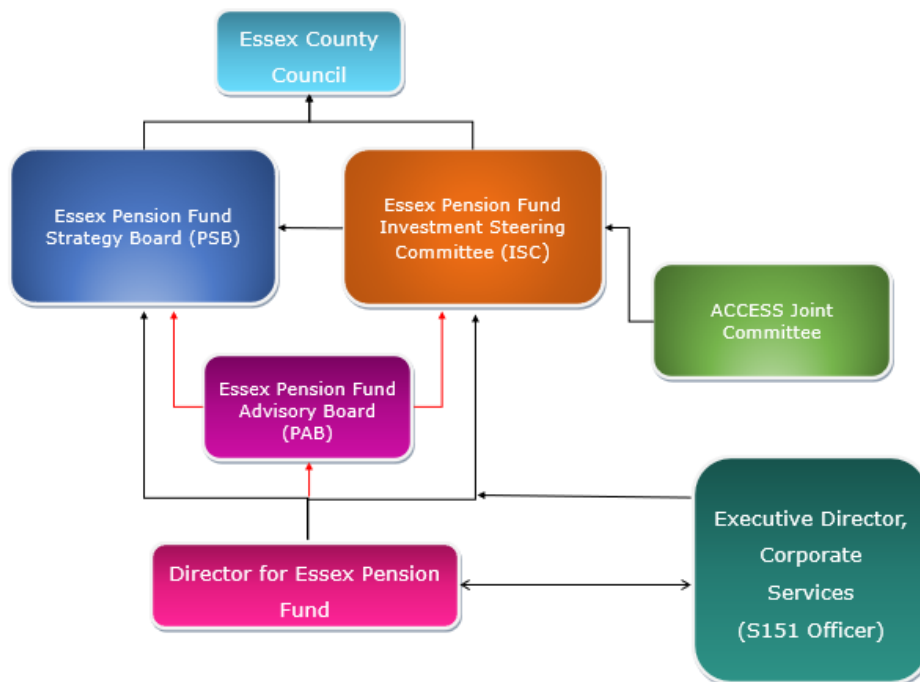 Essex County
Council
Essex Pension Fund
Strategy Board (PSB)
Essex Pension Fund
Investment Steering
Committee (ISC)
ACCESS Joint
Committee
Essex Pension Fund
Advisory Board
(PAB)
Executive Director,
Corporate
Services
(S151 Officer)
Director for Essex Pension
Fund